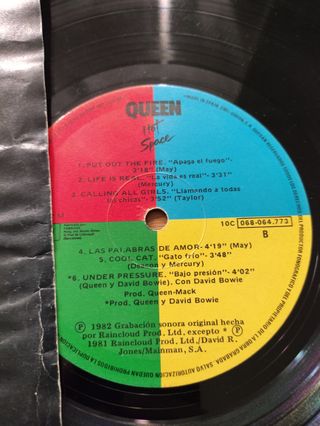 QUEEN
Hot
Space
1. PUT OUT THE FIRE. "Apaga el fuego"-
3'18" (May)
2. LIFE IS REAL. "La vida es real"- 3'31"
(Mercury)
3. CALLING ALL GIRLS. "Llamando a todas
las chicas"- 3'52" (Taylor)
10C 068-064.773
B
4. LAS PALABRAS DE AMOR- 4'19" (May)
5. COOL CAT. "Gato frío"- 3'48"
(Deacon y Mercury)
*6. UNDER PRESSURE. "Bajo presión"- 4'02"
(Queen y David Bowie). Con David Bowie
Prod. Queen-Mack
*Prod. Queen y David Bowie
℗ 1982 Grabación sonora original hecha
por Raincloud Prod. Ltd., excepto *℗
1981 Raincloud Prod. Ltd./David R.
Jones/Mainman, S.A.